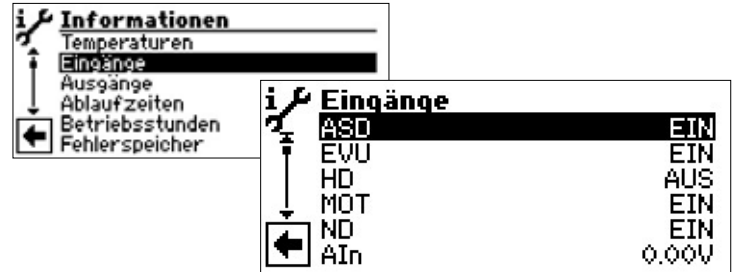 Informationen
Temperaturen
Eingänge
Ausgänge
Ablaufzeiten
Betriebsstunden
Fehlerspeicher
Eingänge
ASD EIN
EVU EIN
HD AUS
MOT EIN
ND EIN
AIn 0.00V